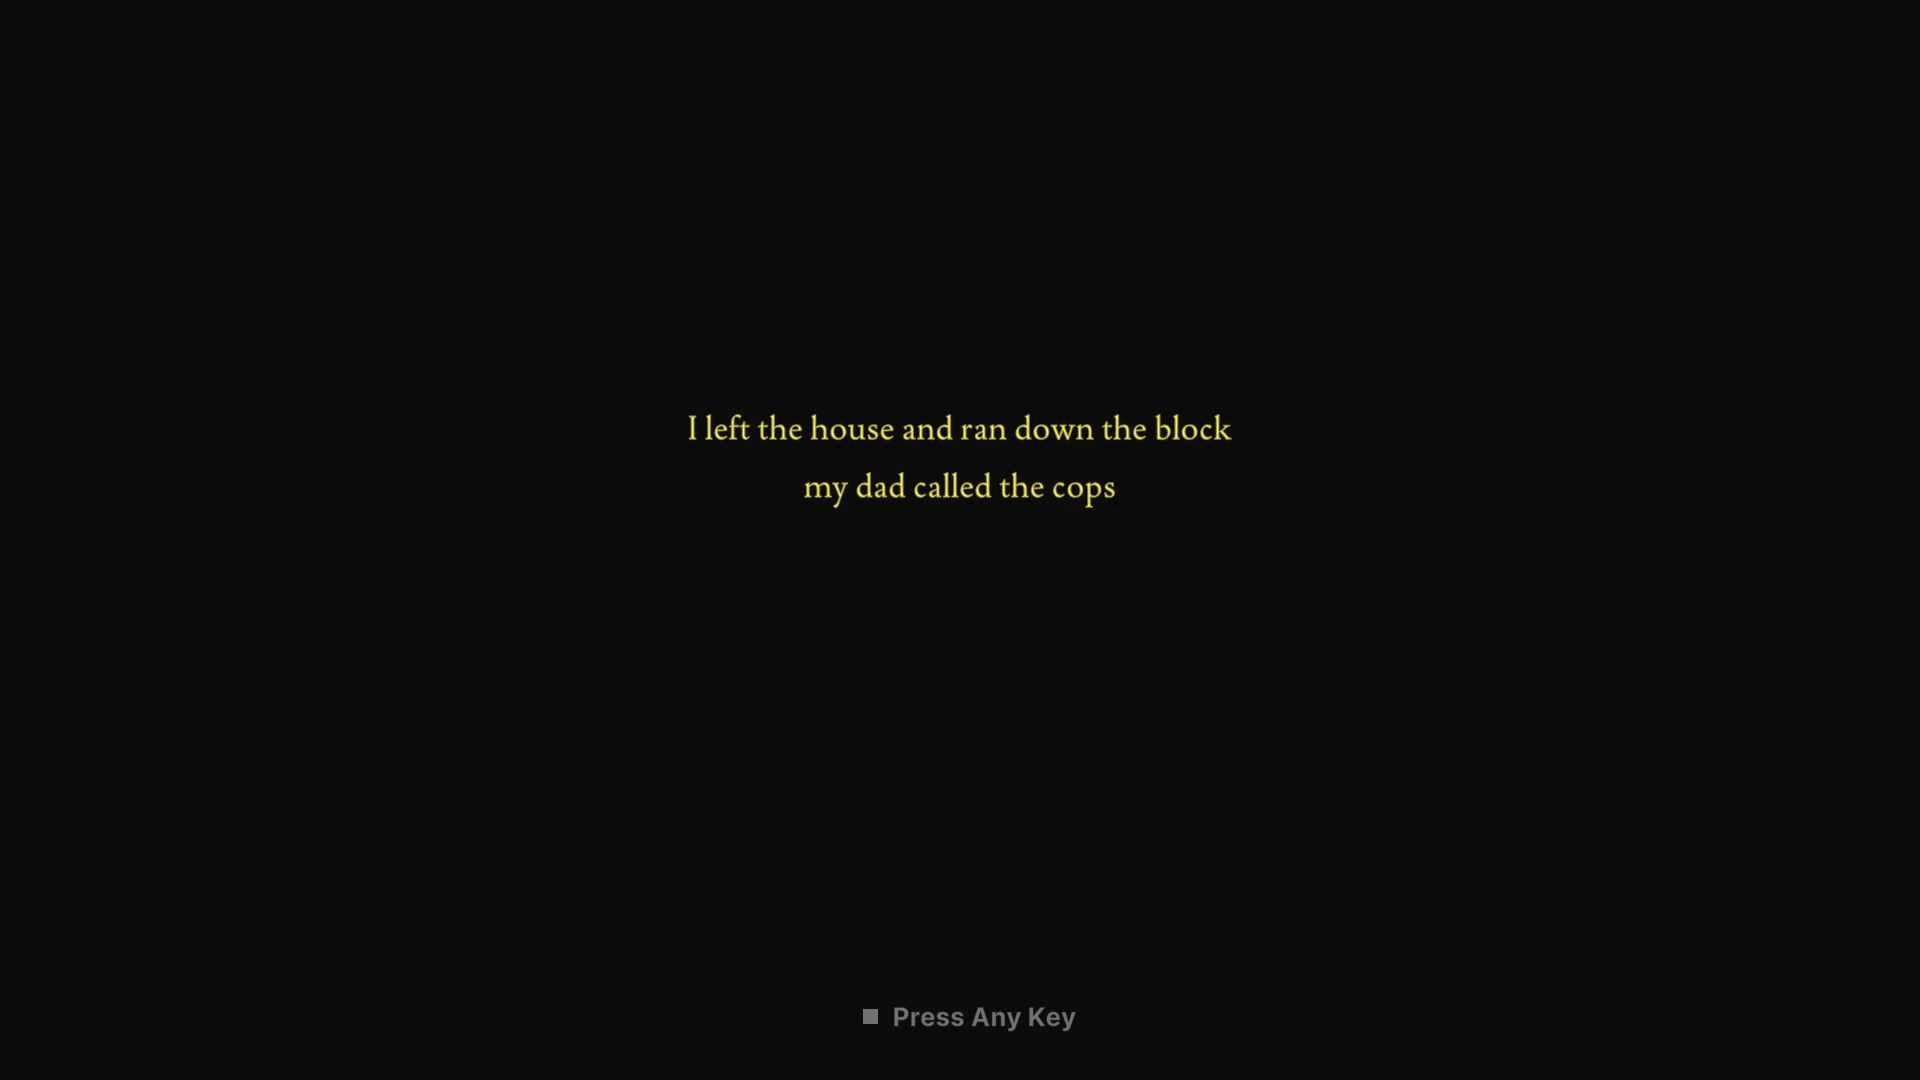 I left the house and ran down the block
my dad called the cops
Press Any Key